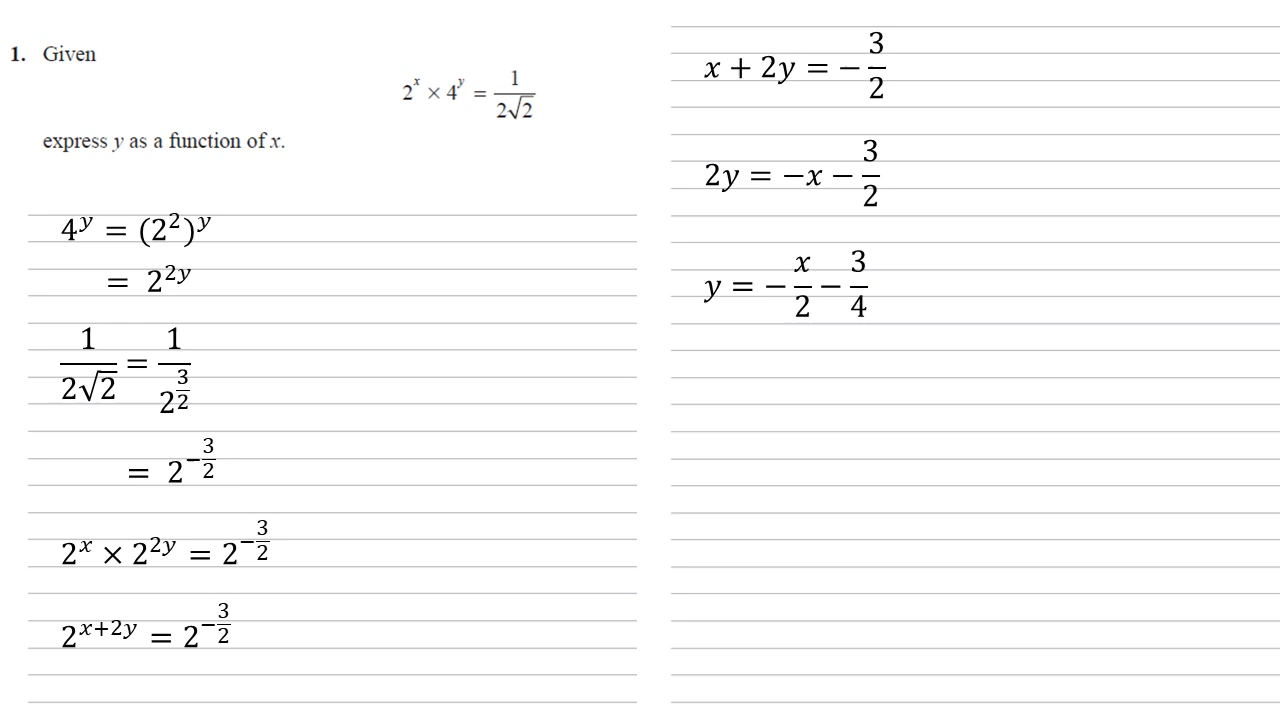 1. Given
2^x × 4^y = 1/(2√2)
express y as a function of x.
4^y = (2^2)^y
= 2^(2y)
1/(2√2) = 1/2^(3/2)
= 2^(−3/2)
2^x × 2^(2y) = 2^(−3/2)
2^(x+2y) = 2^(−3/2)
x + 2y = −3/2
2y = −x − 3/2
y = −x/2 − 3/4